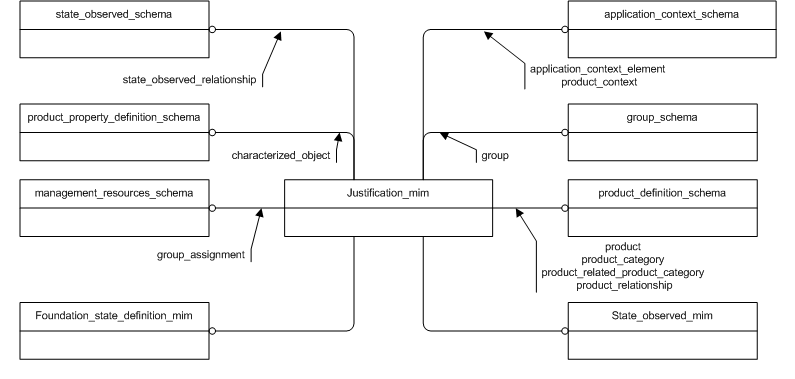 state_observed_schema
application_context_schema
state_observed_relationship
application_context_element
product_context
product_property_definition_schema
group_schema
characterized_object
group
management_resources_schema
Justification_mim
product_definition_schema
group_assignment
product
product_category
product_related_product_category
product_relationship
Foundation_state_definition_mim
State_observed_mim